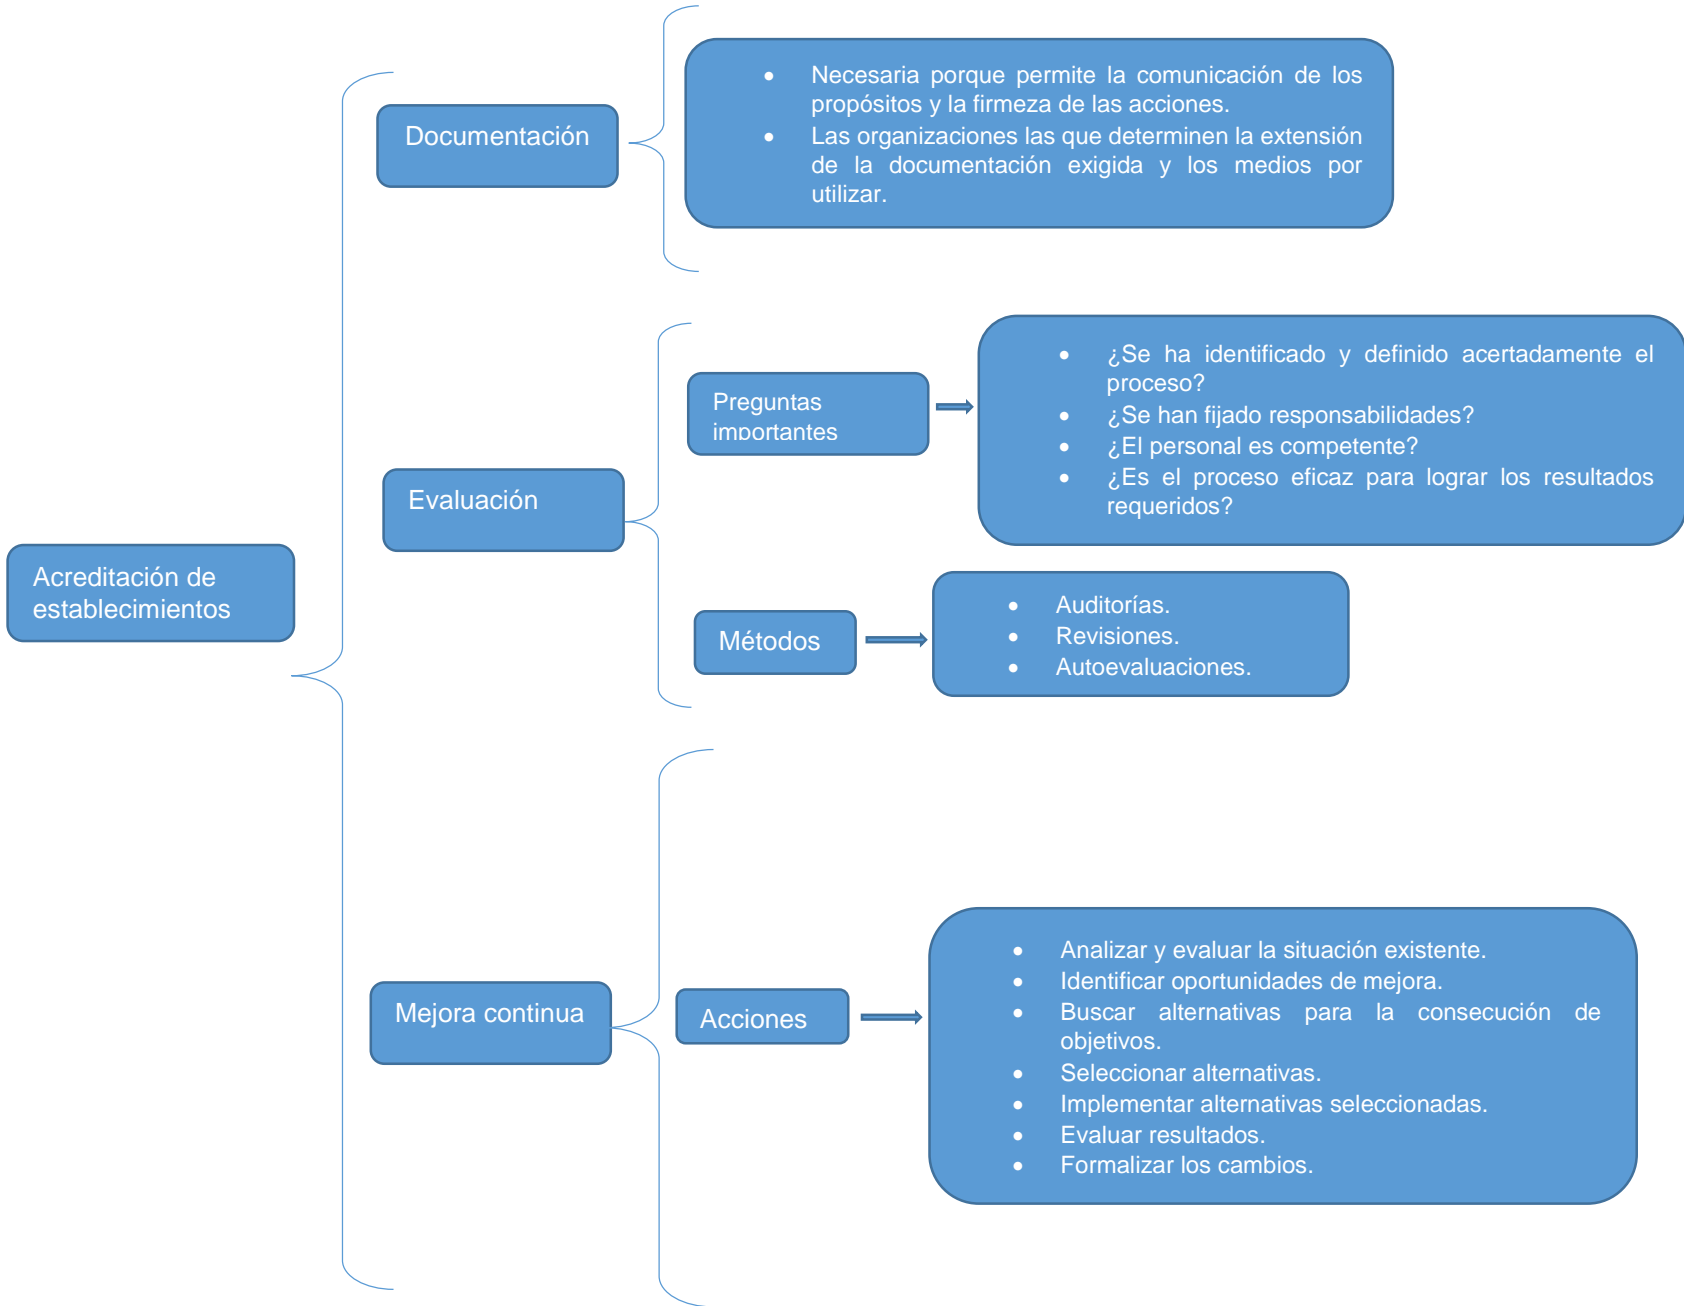 Acreditación de
establecimientos
Documentación
• Necesaria porque permite la comunicación de los
propósitos y la firmeza de las acciones.
• Las organizaciones las que determinen la extensión
de la documentación exigida y los medios por
utilizar.
Evaluación
Preguntas
importantes
• ¿Se ha identificado y definido acertadamente el
proceso?
• ¿Se han fijado responsabilidades?
• ¿El personal es competente?
• ¿Es el proceso eficaz para lograr los resultados
requeridos?
Métodos
• Auditorías.
• Revisiones.
• Autoevaluaciones.
Mejora continua
Acciones
• Analizar y evaluar la situación existente.
• Identificar oportunidades de mejora.
• Buscar alternativas para la consecución de
objetivos.
• Seleccionar alternativas.
• Implementar alternativas seleccionadas.
• Evaluar resultados.
• Formalizar los cambios.